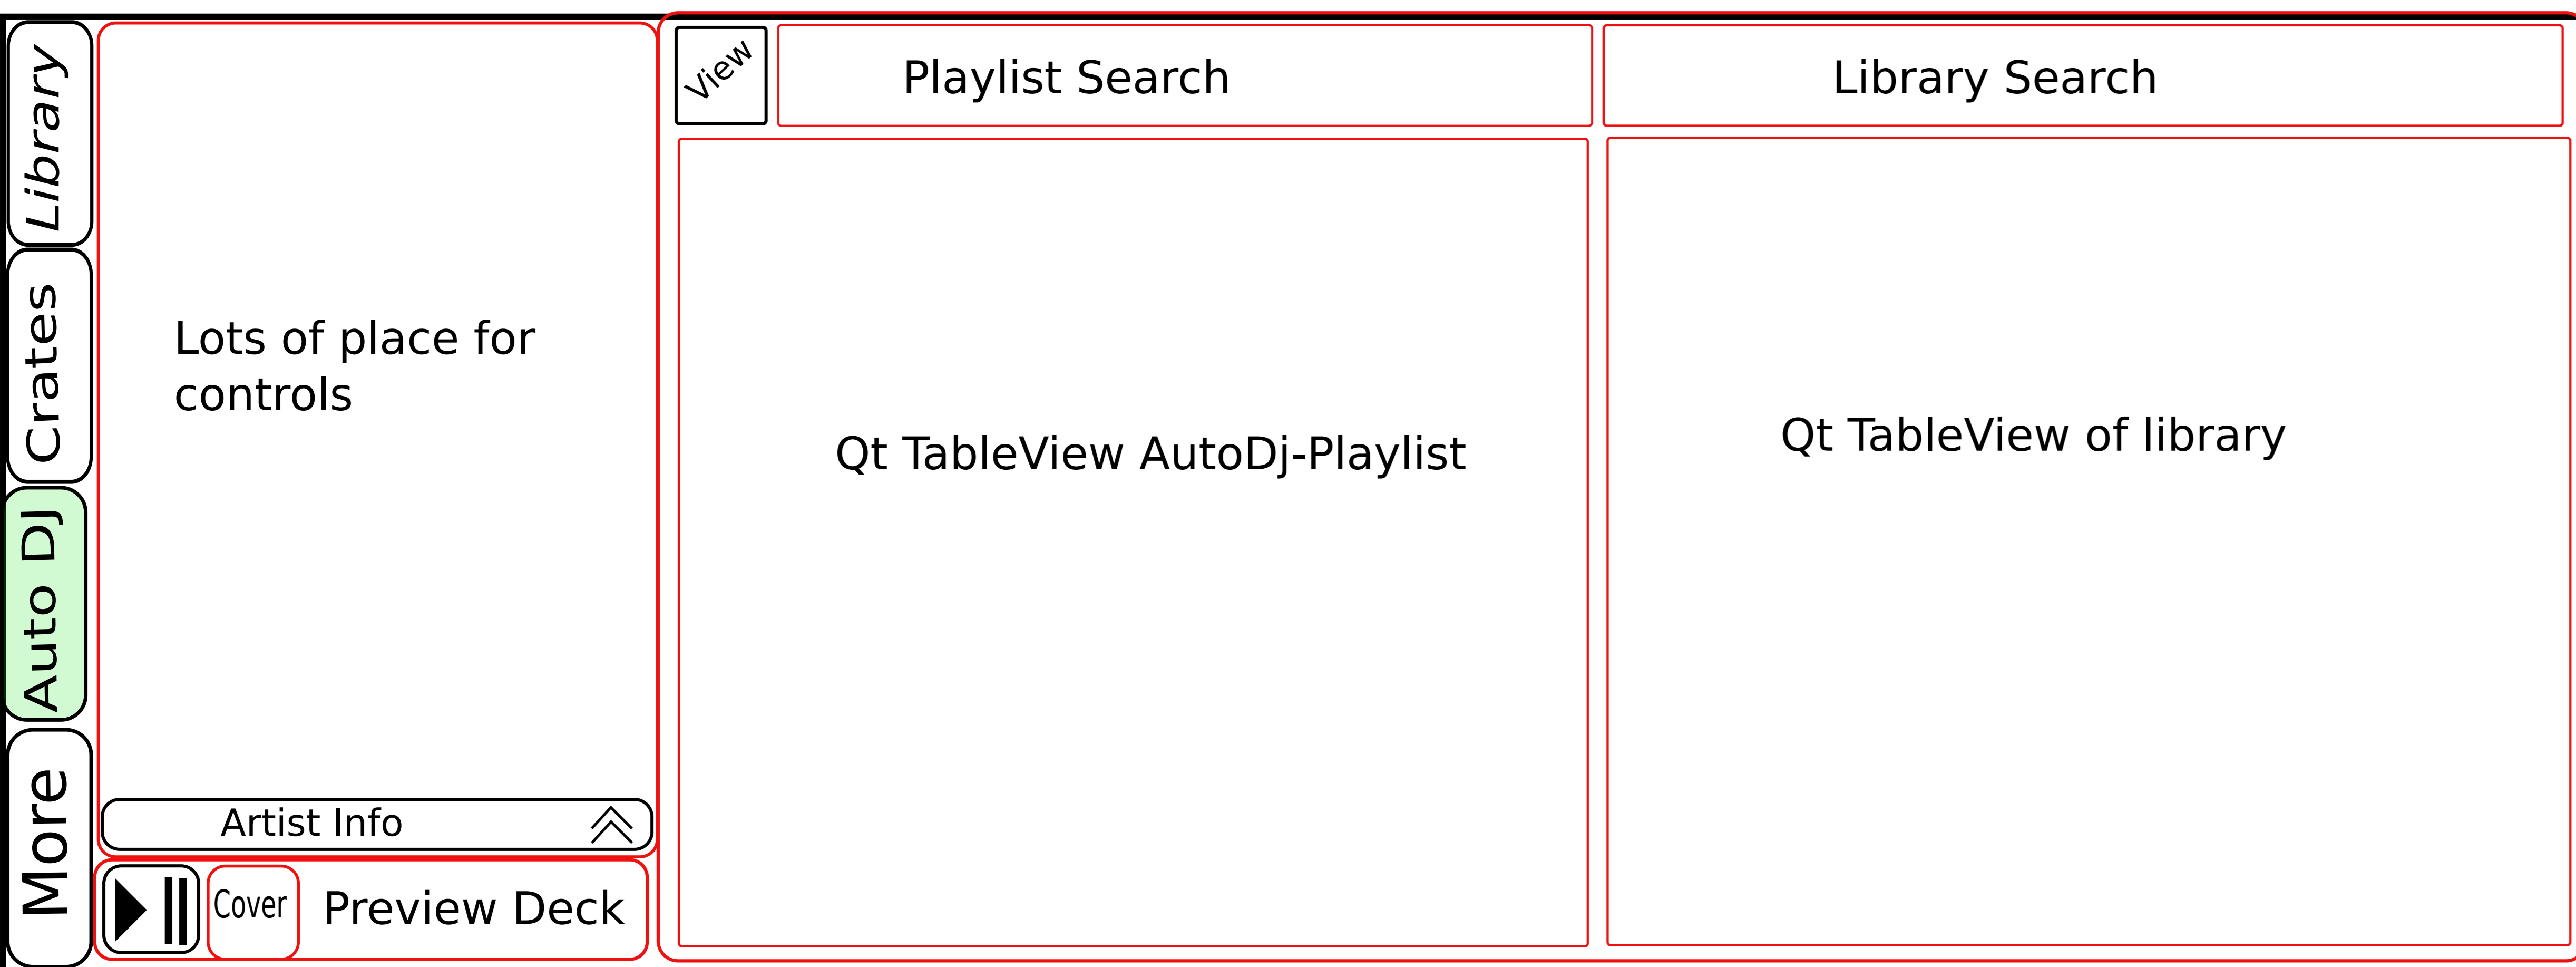 Library
Crates
Auto DJ
More
Lots of place for
controls
Artist Info
Cover
Preview Deck
View
Playlist Search
Library Search
Qt TableView AutoDj-Playlist
Qt TableView of library